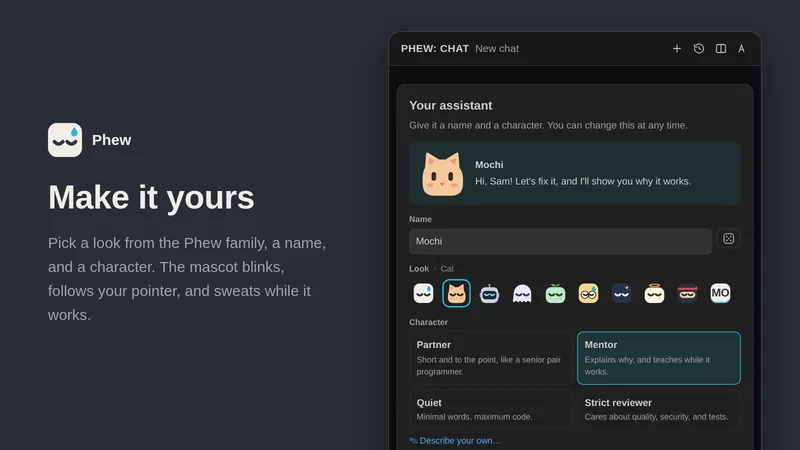 Phew
Make it yours
Pick a look from the Phew family, a name,
and a character. The mascot blinks,
follows your pointer, and sweats while it
works.
PHEW: CHAT New chat
A
Your assistant
Give it a name and a character. You can change this at any time.
Mochi
Hi, Sam! Let's fix it, and I'll show you why it works.
Name
Mochi
Look · Cat
MO
Character
Partner
Short and to the point, like a senior pair
programmer.
Mentor
Explains why, and teaches while it
works.
Quiet
Minimal words, maximum code.
Strict reviewer
Cares about quality, security, and tests.
✎ Describe your own…